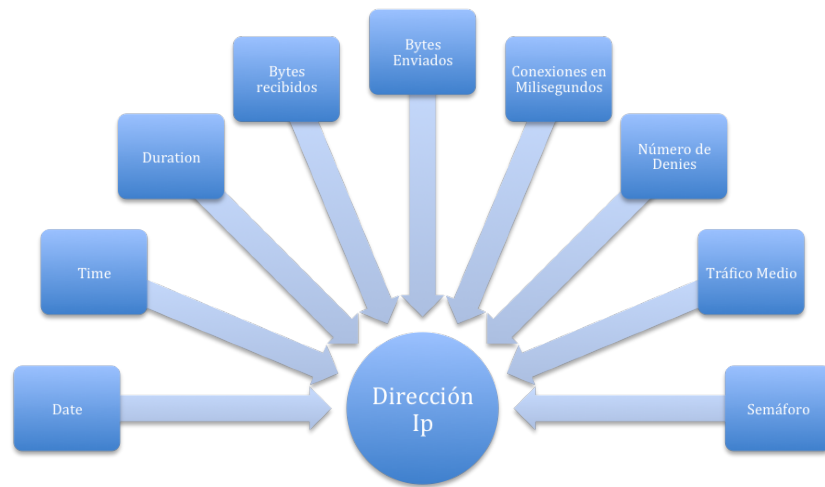 Bytes
Enviados
Bytes
recibidos
Conexiones en
Milisegundos
Duration
Número de
Denies
Time
Tráfico Medio
Date
Dirección
Ip
Semáforo